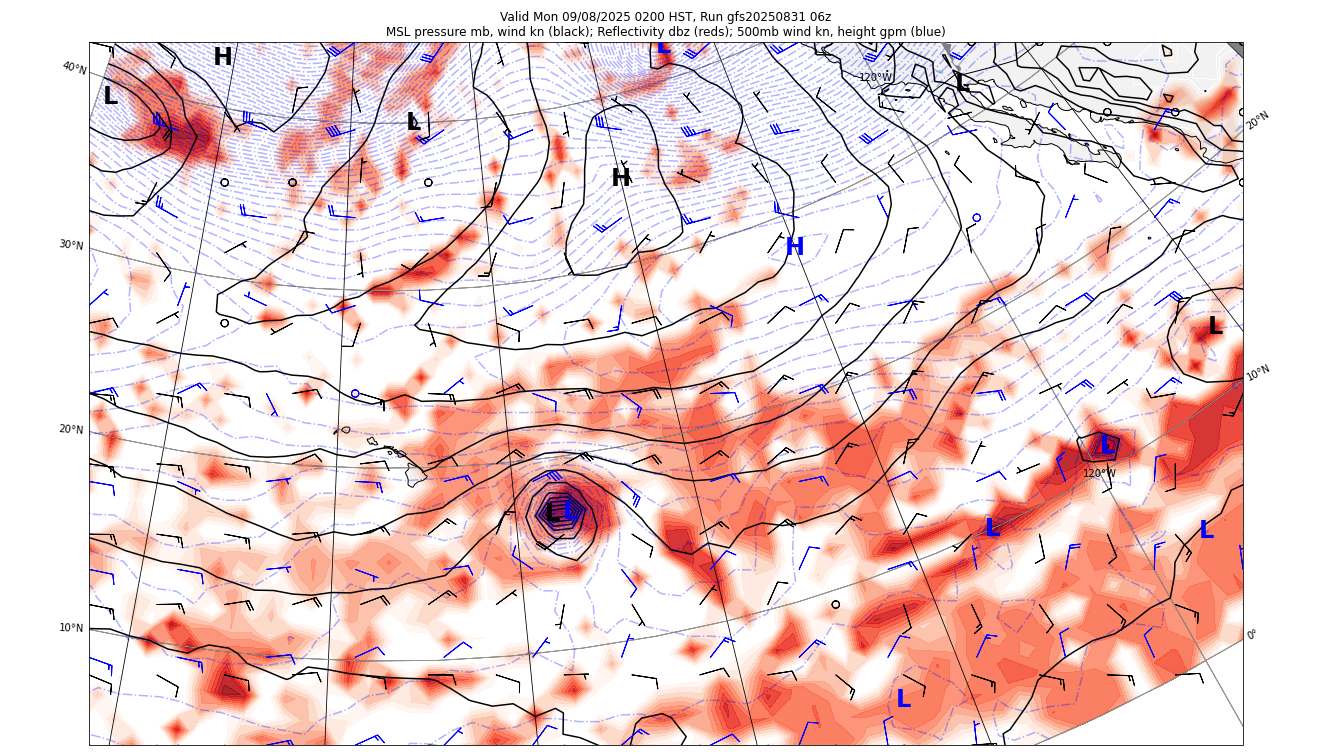 Valid Mon 09/08/2025 0200 HST, Run gfs20250831 06z
MSL pressure mb, wind kn (black); Reflectivity dbz (reds); 500mb wind kn, height gpm (blue)
H
L
L
120°W
L
40°N
L
L
20°N
H
H
30°N
L
10°N
20°N
L
120°W
L L
L
L
10°N
0°
L